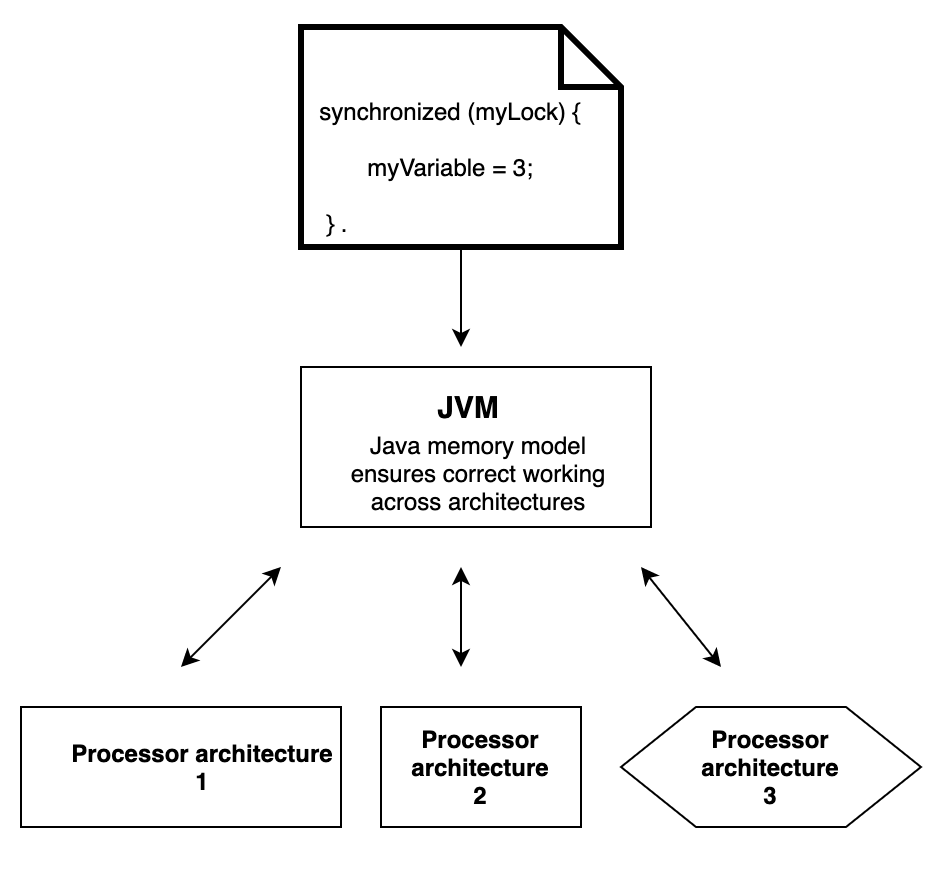 synchronized (myLock) {
myVariable = 3;
} .
JVM
Java memory model
ensures correct working
across architectures
Processor architecture
1
Processor
architecture
2
Processor
architecture
3